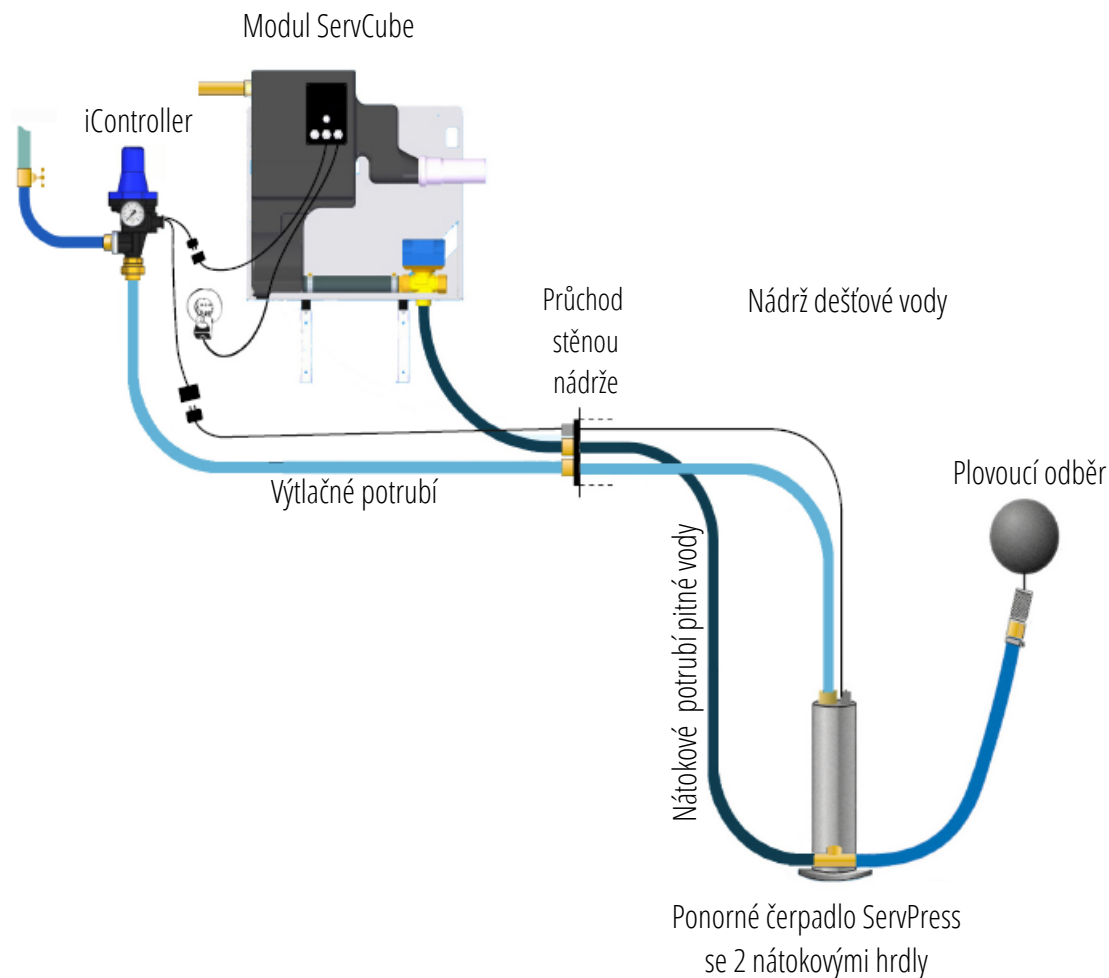 Modul ServCube
iController
Průchod
stěnou
nádrže
Nádrž dešťové vody
Výtlačné potrubí
Plovoucí odběr
Nátokové potrubí pitné vody
Ponorné čerpadlo ServPress
se 2 nátokovými hrdly